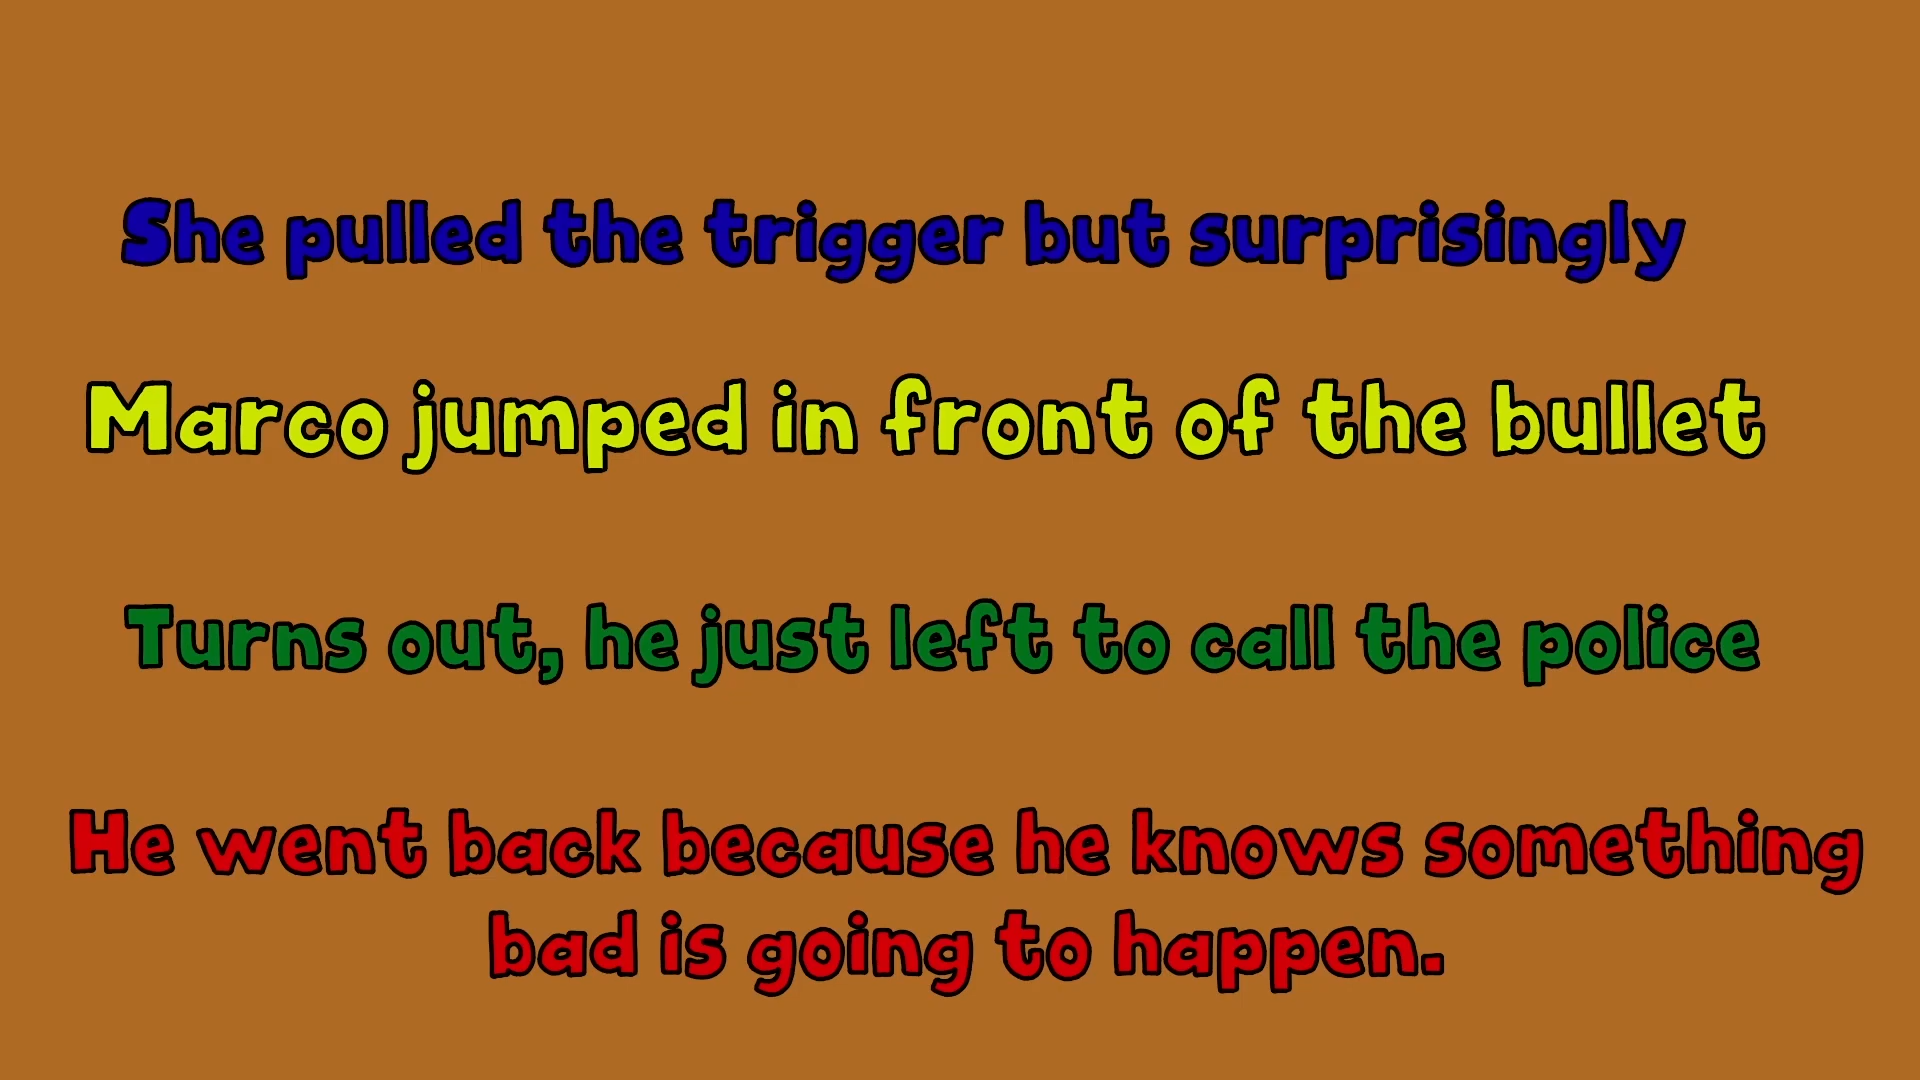 She pulled the trigger but surprisingly
Marco jumped in front of the bullet
Turns out, he just left to call the police
He went back because he knows something
bad is going to happen.